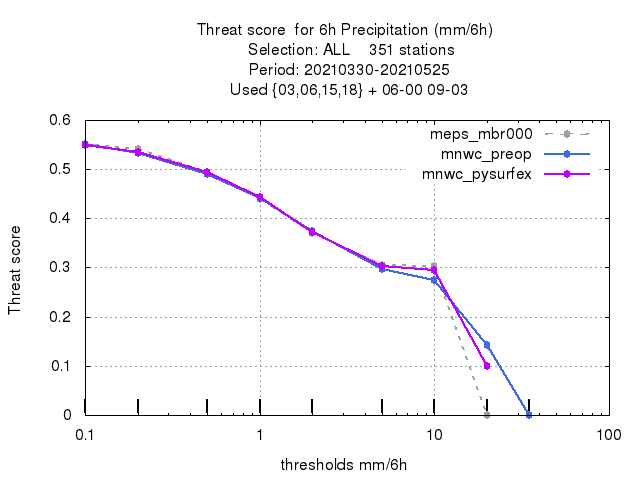 Threat score  for 6h Precipitation (mm/6h)
Selection: ALL    351 stations
Period: 20210330-20210525
Used {03,06,15,18} + 06-00 09-03
meps_mbr000
mnwc_preop
mnwc_pysurfex
0.6
0.5
0.4
0.3
0.2
0.1
0
Threat score
0.1 1 10 100
thresholds mm/6h